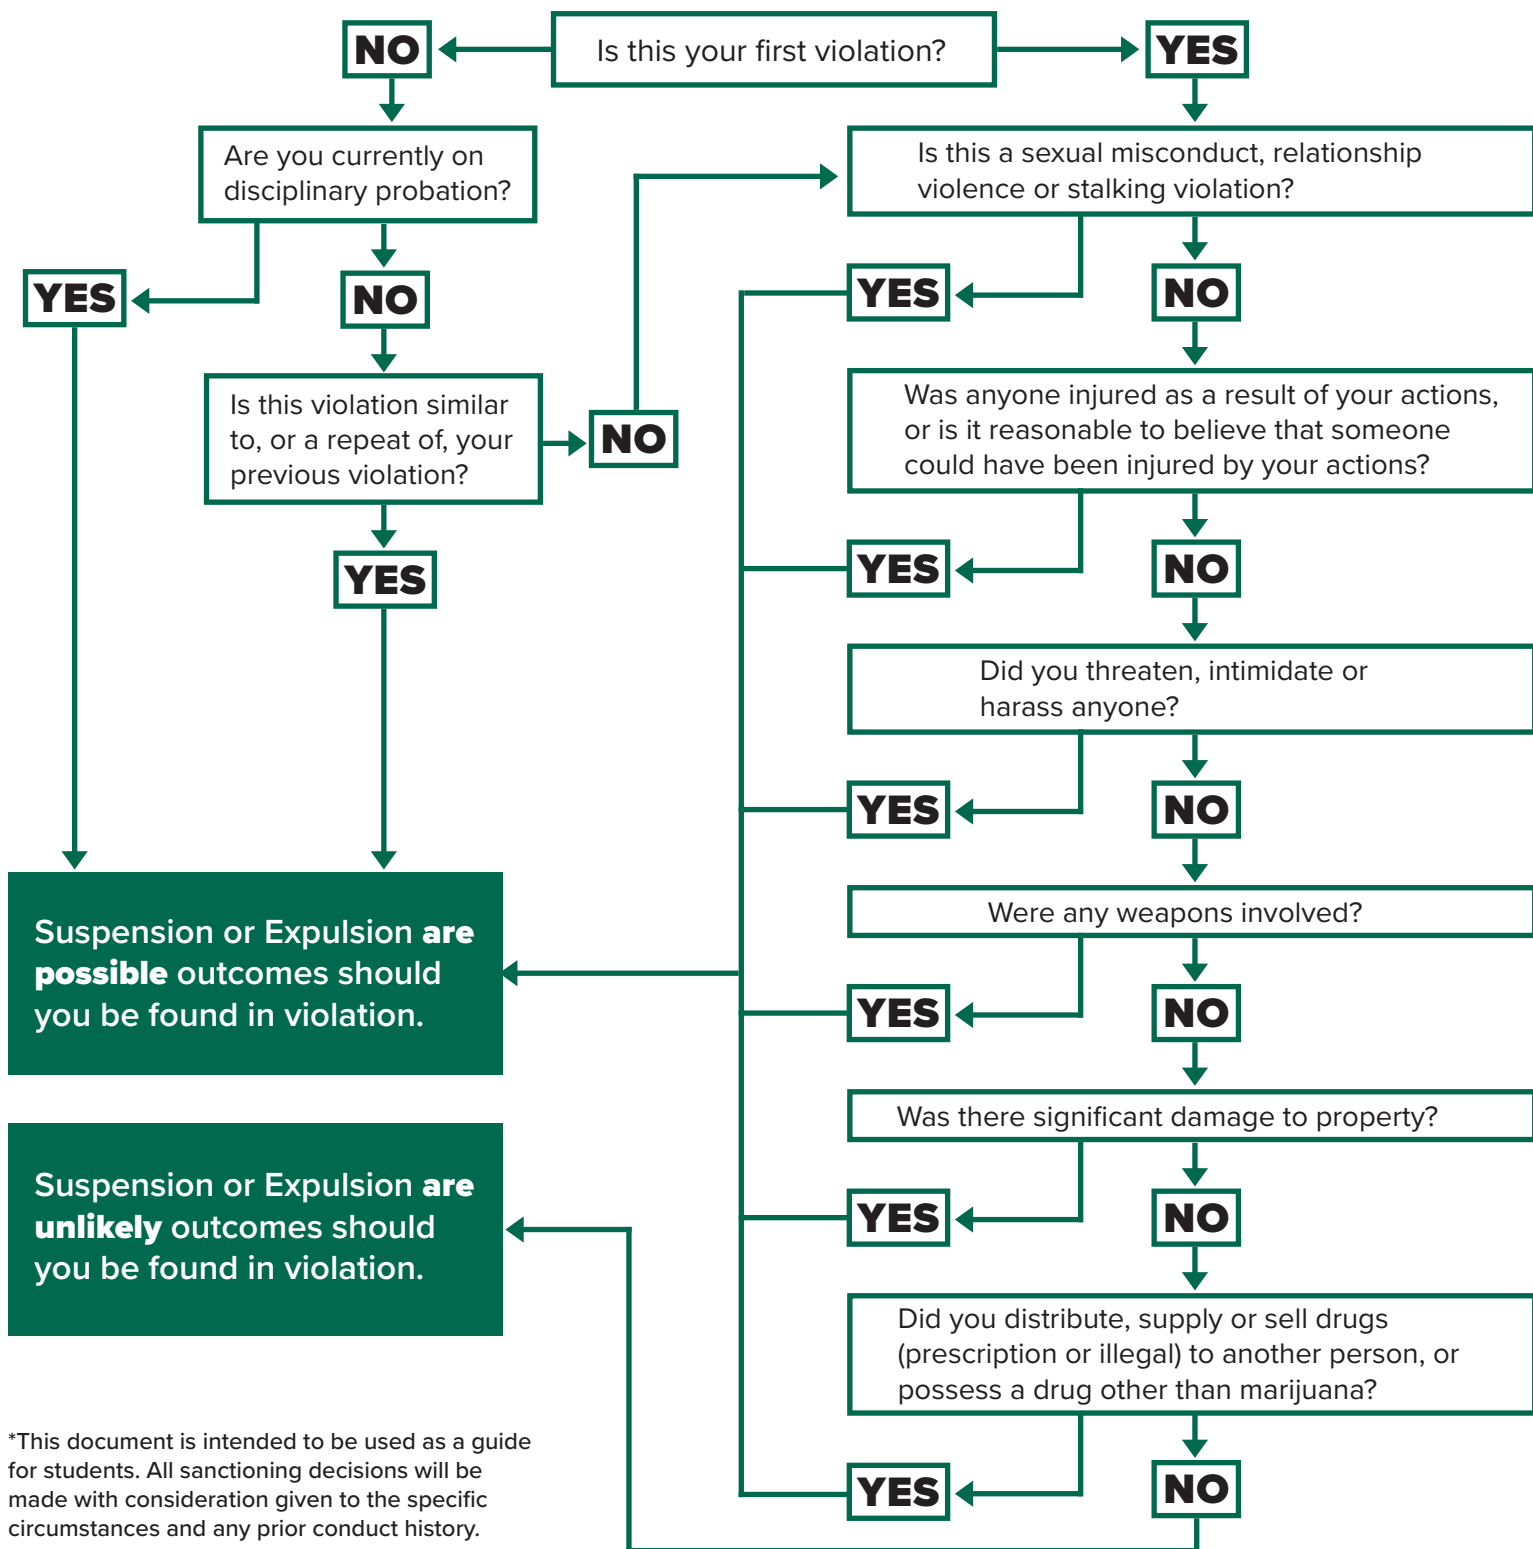 Is this your first violation?
NO
YES
Are you currently on
disciplinary probation?
YES
NO
Is this violation similar
to, or a repeat of, your
previous violation?
NO
YES
Is this a sexual misconduct, relationship
violence or stalking violation?
YES
NO
Was anyone injured as a result of your actions,
or is it reasonable to believe that someone
could have been injured by your actions?
YES
NO
Did you threaten, intimidate or
harass anyone?
YES
NO
Were any weapons involved?
YES
NO
Was there significant damage to property?
YES
NO
Did you distribute, supply or sell drugs
(prescription or illegal) to another person, or
possess a drug other than marijuana?
YES
NO
Suspension or Expulsion are
possible outcomes should
you be found in violation.
Suspension or Expulsion are
unlikely outcomes should
you be found in violation.
*This document is intended to be used as a guide
for students. All sanctioning decisions will be
made with consideration given to the specific
circumstances and any prior conduct history.